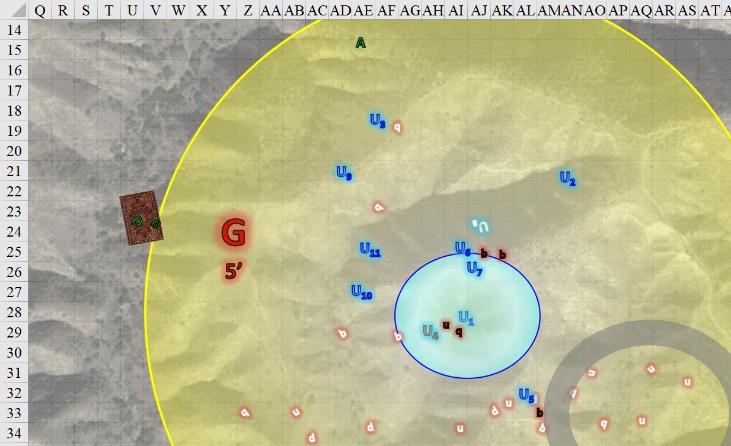 Q R S T U V W X Y Z AA AB AC AD AE AF AG AH AI AJ AK AL AM AN AO AP AQ AR AS AT A
14
15 A
16
17
18
19 U3 q
20
21 U9 U2
22
23 q
24 G U
25 U11 U6 b b
26 5' U7
27 U10
28
29 b b U4 u q U1
30
31 u u u
32 U5 q
33 a u a u b q u
34 d a u a